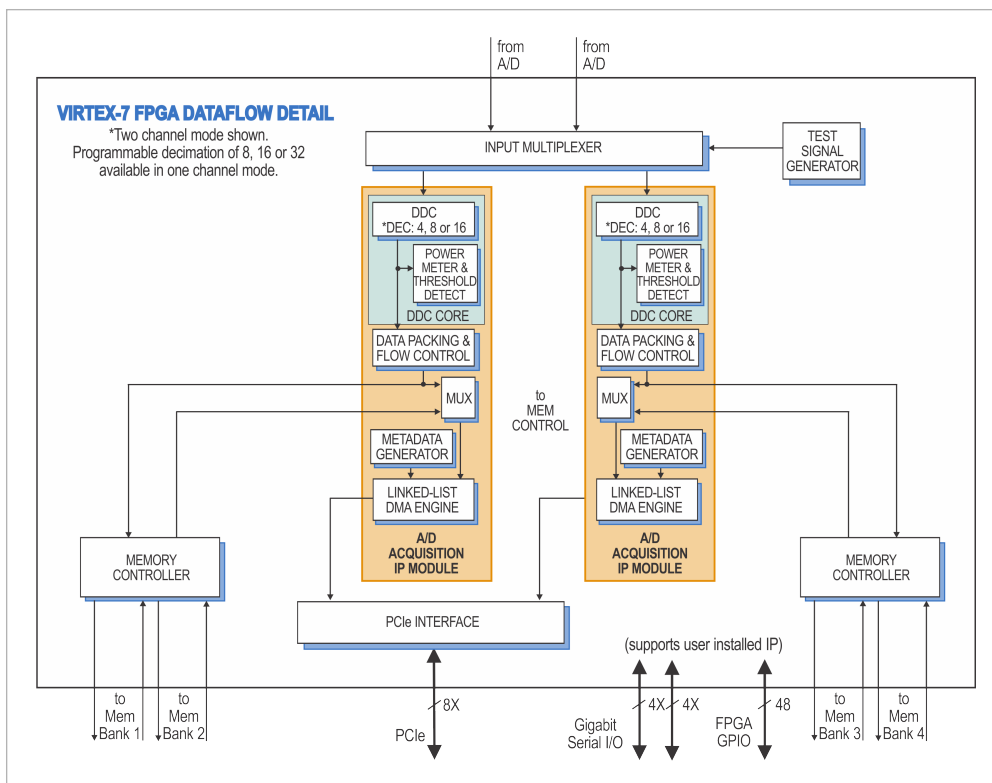 from
A/D
from
A/D
VIRTEX-7 FPGA DATAFLOW DETAIL
*Two channel mode shown.
Programmable decimation of 8, 16 or 32
available in one channel mode.
INPUT MULTIPLEXER
TEST
SIGNAL
GENERATOR
DDC
*DEC: 4, 8 or 16
POWER
METER &
THRESHOLD
DETECT
DDC CORE
DATA PACKING &
FLOW CONTROL
MUX
METADATA
GENERATOR
LINKED-LIST
DMA ENGINE
A/D
ACQUISITION
IP MODULE
to
MEM
CONTROL
DDC
*DEC: 4, 8 or 16
POWER
METER &
THRESHOLD
DETECT
DDC CORE
DATA PACKING &
FLOW CONTROL
MUX
METADATA
GENERATOR
LINKED-LIST
DMA ENGINE
A/D
ACQUISITION
IP MODULE
MEMORY
CONTROLLER
MEMORY
CONTROLLER
PCIe INTERFACE
(supports user installed IP)
to
Mem
Bank 1
to
Mem
Bank 2
8X
PCIe
4X
4X
Gigabit
Serial I/O
48
FPGA
GPIO
to
Mem
Bank 3
to
Mem
Bank 4